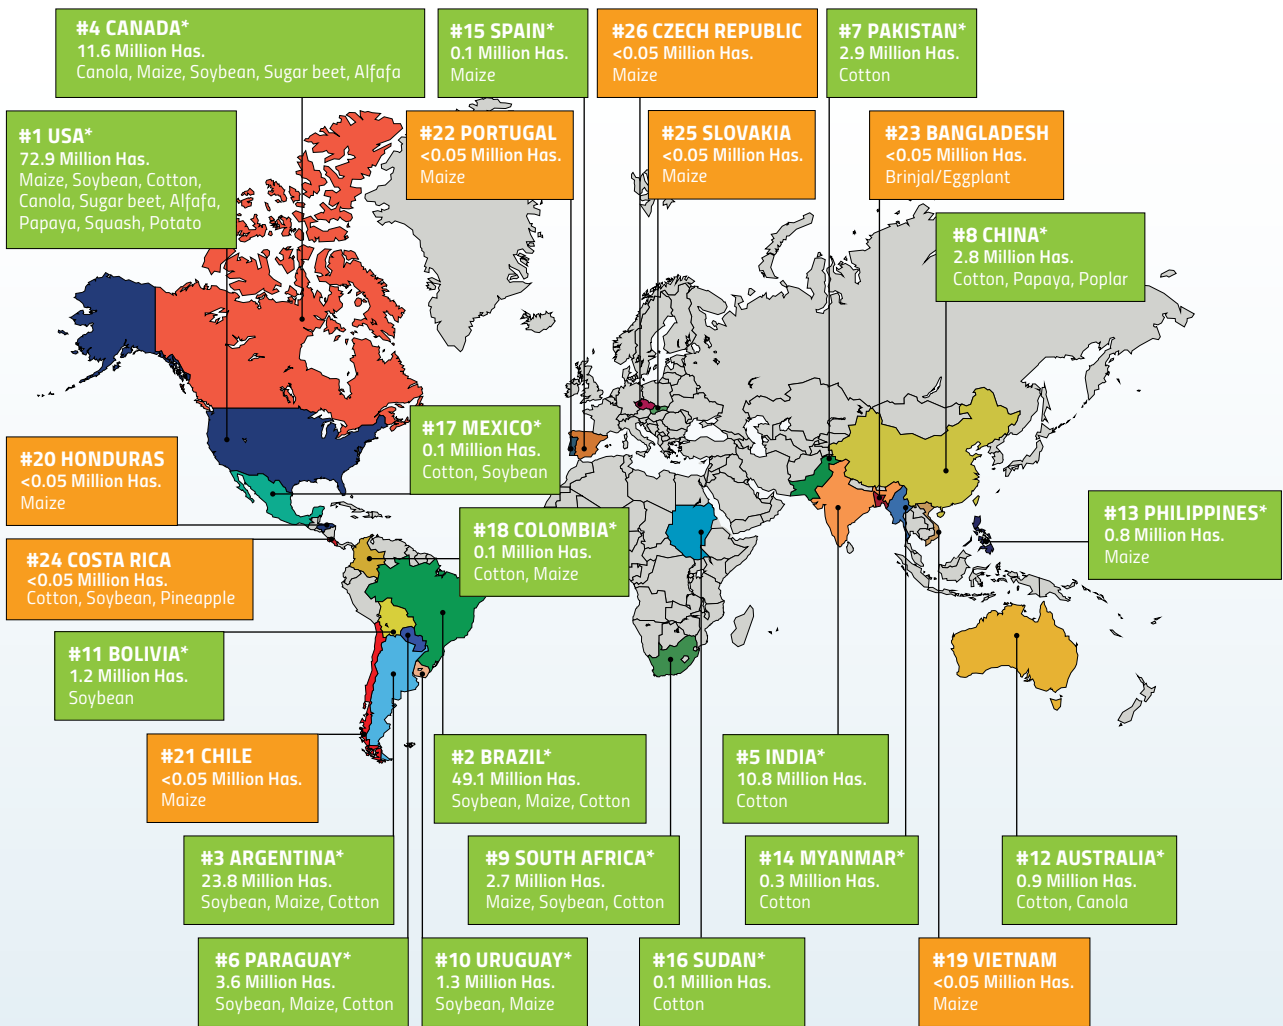 #4 CANADA*
11.6 Million Has.
Canola, Maize, Soybean, Sugar beet, Alfafa
#15 SPAIN*
0.1 Million Has.
Maize
#26 CZECH REPUBLIC
<0.05 Million Has.
Maize
#7 PAKISTAN*
2.9 Million Has.
Cotton
#1 USA*
72.9 Million Has.
Maize, Soybean, Cotton,
Canola, Sugar beet, Alfafa,
Papaya, Squash, Potato
#22 PORTUGAL
<0.05 Million Has.
Maize
#25 SLOVAKIA
<0.05 Million Has.
Maize
#23 BANGLADESH
<0.05 Million Has.
Brinjal/Eggplant
#8 CHINA*
2.8 Million Has.
Cotton, Papaya, Poplar
#17 MEXICO*
0.1 Million Has.
Cotton, Soybean
#20 HONDURAS
<0.05 Million Has.
Maize
#13 PHILIPPINES*
0.8 Million Has.
Maize
#18 COLOMBIA*
0.1 Million Has.
Cotton, Maize
#24 COSTA RICA
<0.05 Million Has.
Cotton, Soybean, Pineapple
#11 BOLIVIA*
1.2 Million Has.
Soybean
#21 CHILE
<0.05 Million Has.
Maize
#2 BRAZIL*
49.1 Million Has.
Soybean, Maize, Cotton
#5 INDIA*
10.8 Million Has.
Cotton
#3 ARGENTINA*
23.8 Million Has.
Soybean, Maize, Cotton
#9 SOUTH AFRICA*
2.7 Million Has.
Maize, Soybean, Cotton
#14 MYANMAR*
0.3 Million Has.
Cotton
#12 AUSTRALIA*
0.9 Million Has.
Cotton, Canola
#6 PARAGUAY*
3.6 Million Has.
Soybean, Maize, Cotton
#10 URUGUAY*
1.3 Million Has.
Soybean, Maize
#16 SUDAN*
0.1 Million Has.
Cotton
#19 VIETNAM
<0.05 Million Has.
Maize